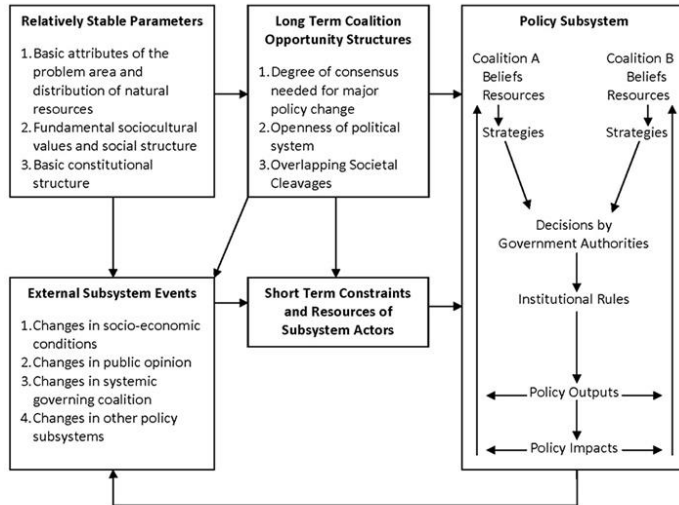 Relatively Stable Parameters
1. Basic attributes of the
problem area and
distribution of natural
resources
2. Fundamental sociocultural
values and social structure
3. Basic constitutional
structure
Long Term Coalition
Opportunity Structures
1. Degree of consensus
needed for major
policy change
2. Openness of political
system
3. Overlapping Societal
Cleavages
External Subsystem Events
1. Changes in socio-economic
conditions
2. Changes in public opinion
3. Changes in systemic
governing coalition
4. Changes in other policy
subsystems
Short Term Constraints
and Resources of
Subsystem Actors
Policy Subsystem
Coalition A
Beliefs
Resources
Strategies
Coalition B
Beliefs
Resources
Strategies
Decisions by
Government Authorities
Institutional Rules
Policy Outputs
Policy Impacts